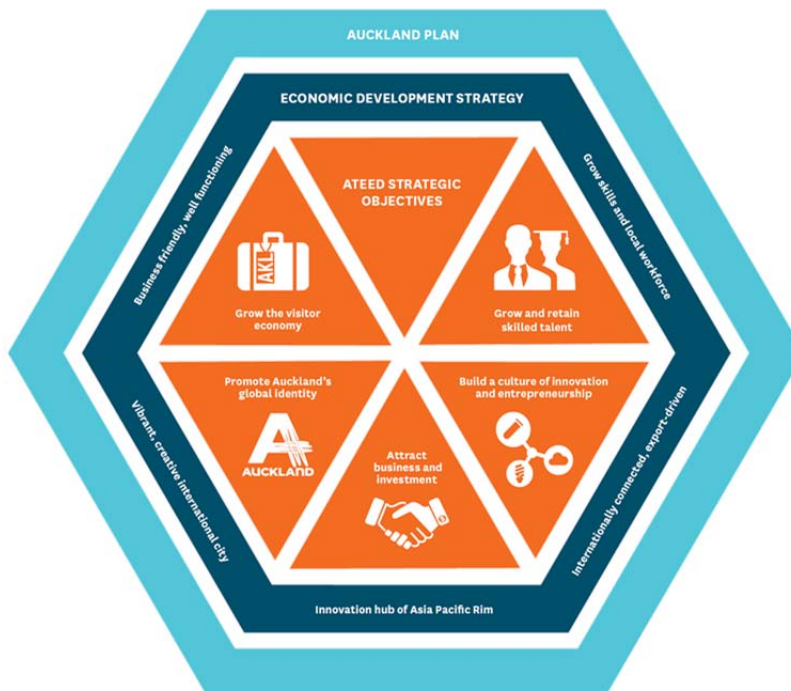 AUCKLAND PLAN
ECONOMIC DEVELOPMENT STRATEGY
Business friendly, well functioning
Grow skills and local workforce
ATEED STRATEGIC
OBJECTIVES
AKL
Grow the visitor
economy
Grow and retain
skilled talent
Promote Auckland's
global identity
AUCKLAND
Attract
business and
investment
Build a culture of innovation
and entrepreneurship
Vibrant, creative international city
Internationally connected, export-driven
Innovation hub of Asia Pacific Rim